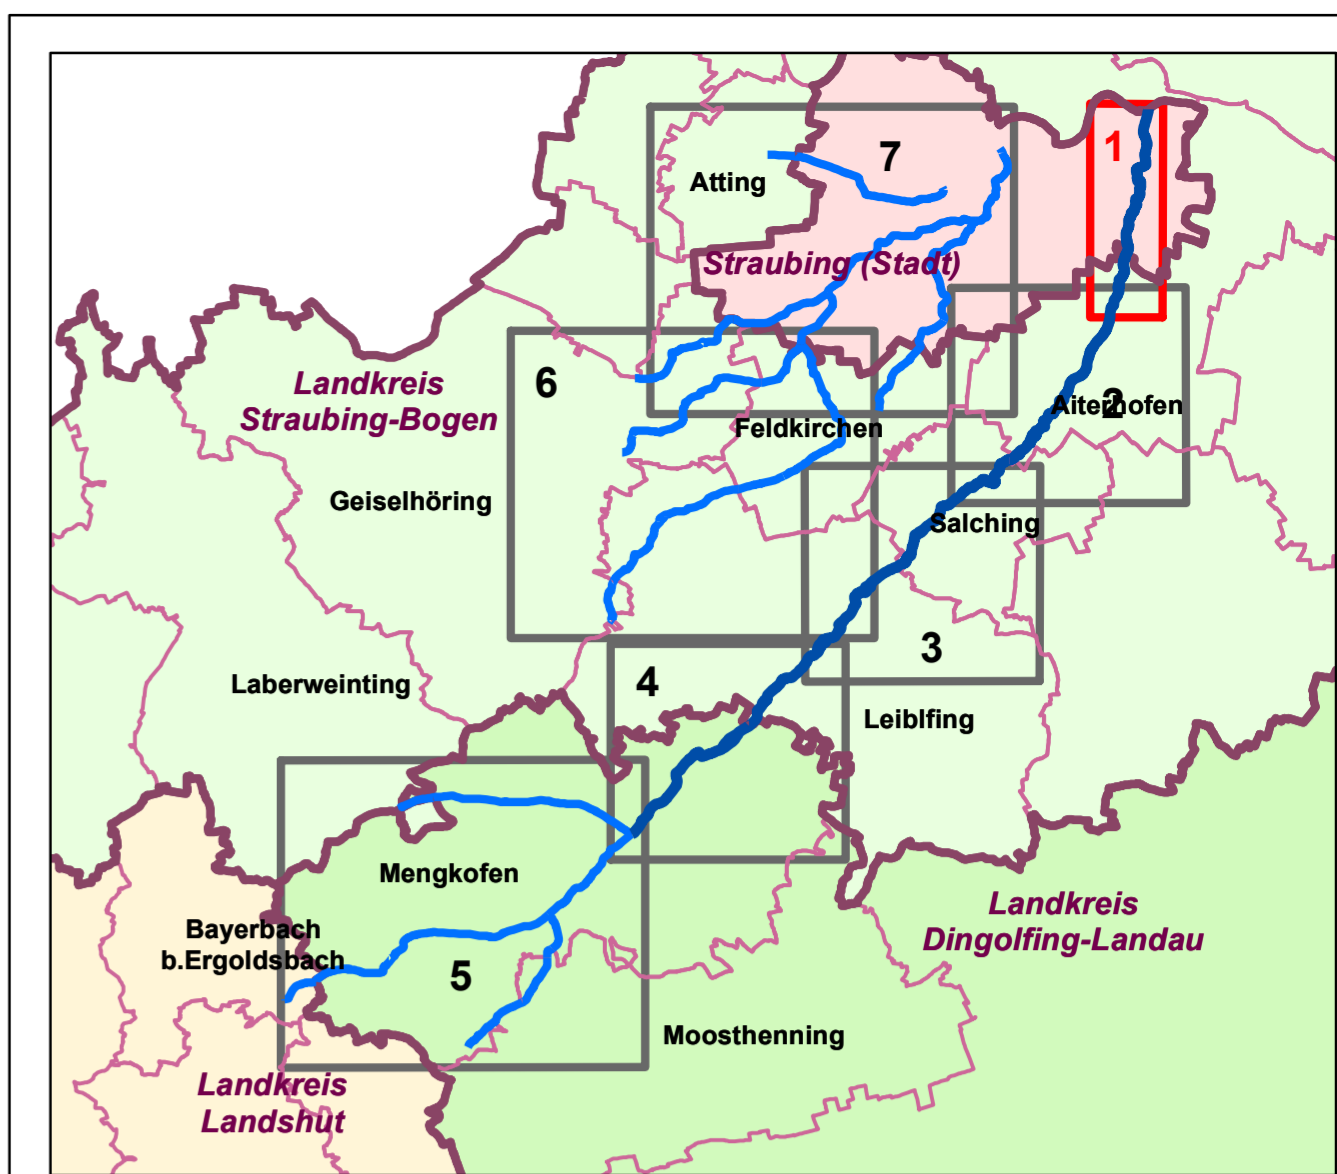 1
7
Atting
Straubing (Stadt)
6
Landkreis
Straubing-Bogen
2
Aiterhofen
Feldkirchen
Geiselhöring
Salching
3
4
Laberweinting
Leiblfing
Mengkofen
Landkreis
Dingolfing-Landau
Bayerbach
b.Ergoldsbach
5
Moosthenning
Landkreis
Landshut